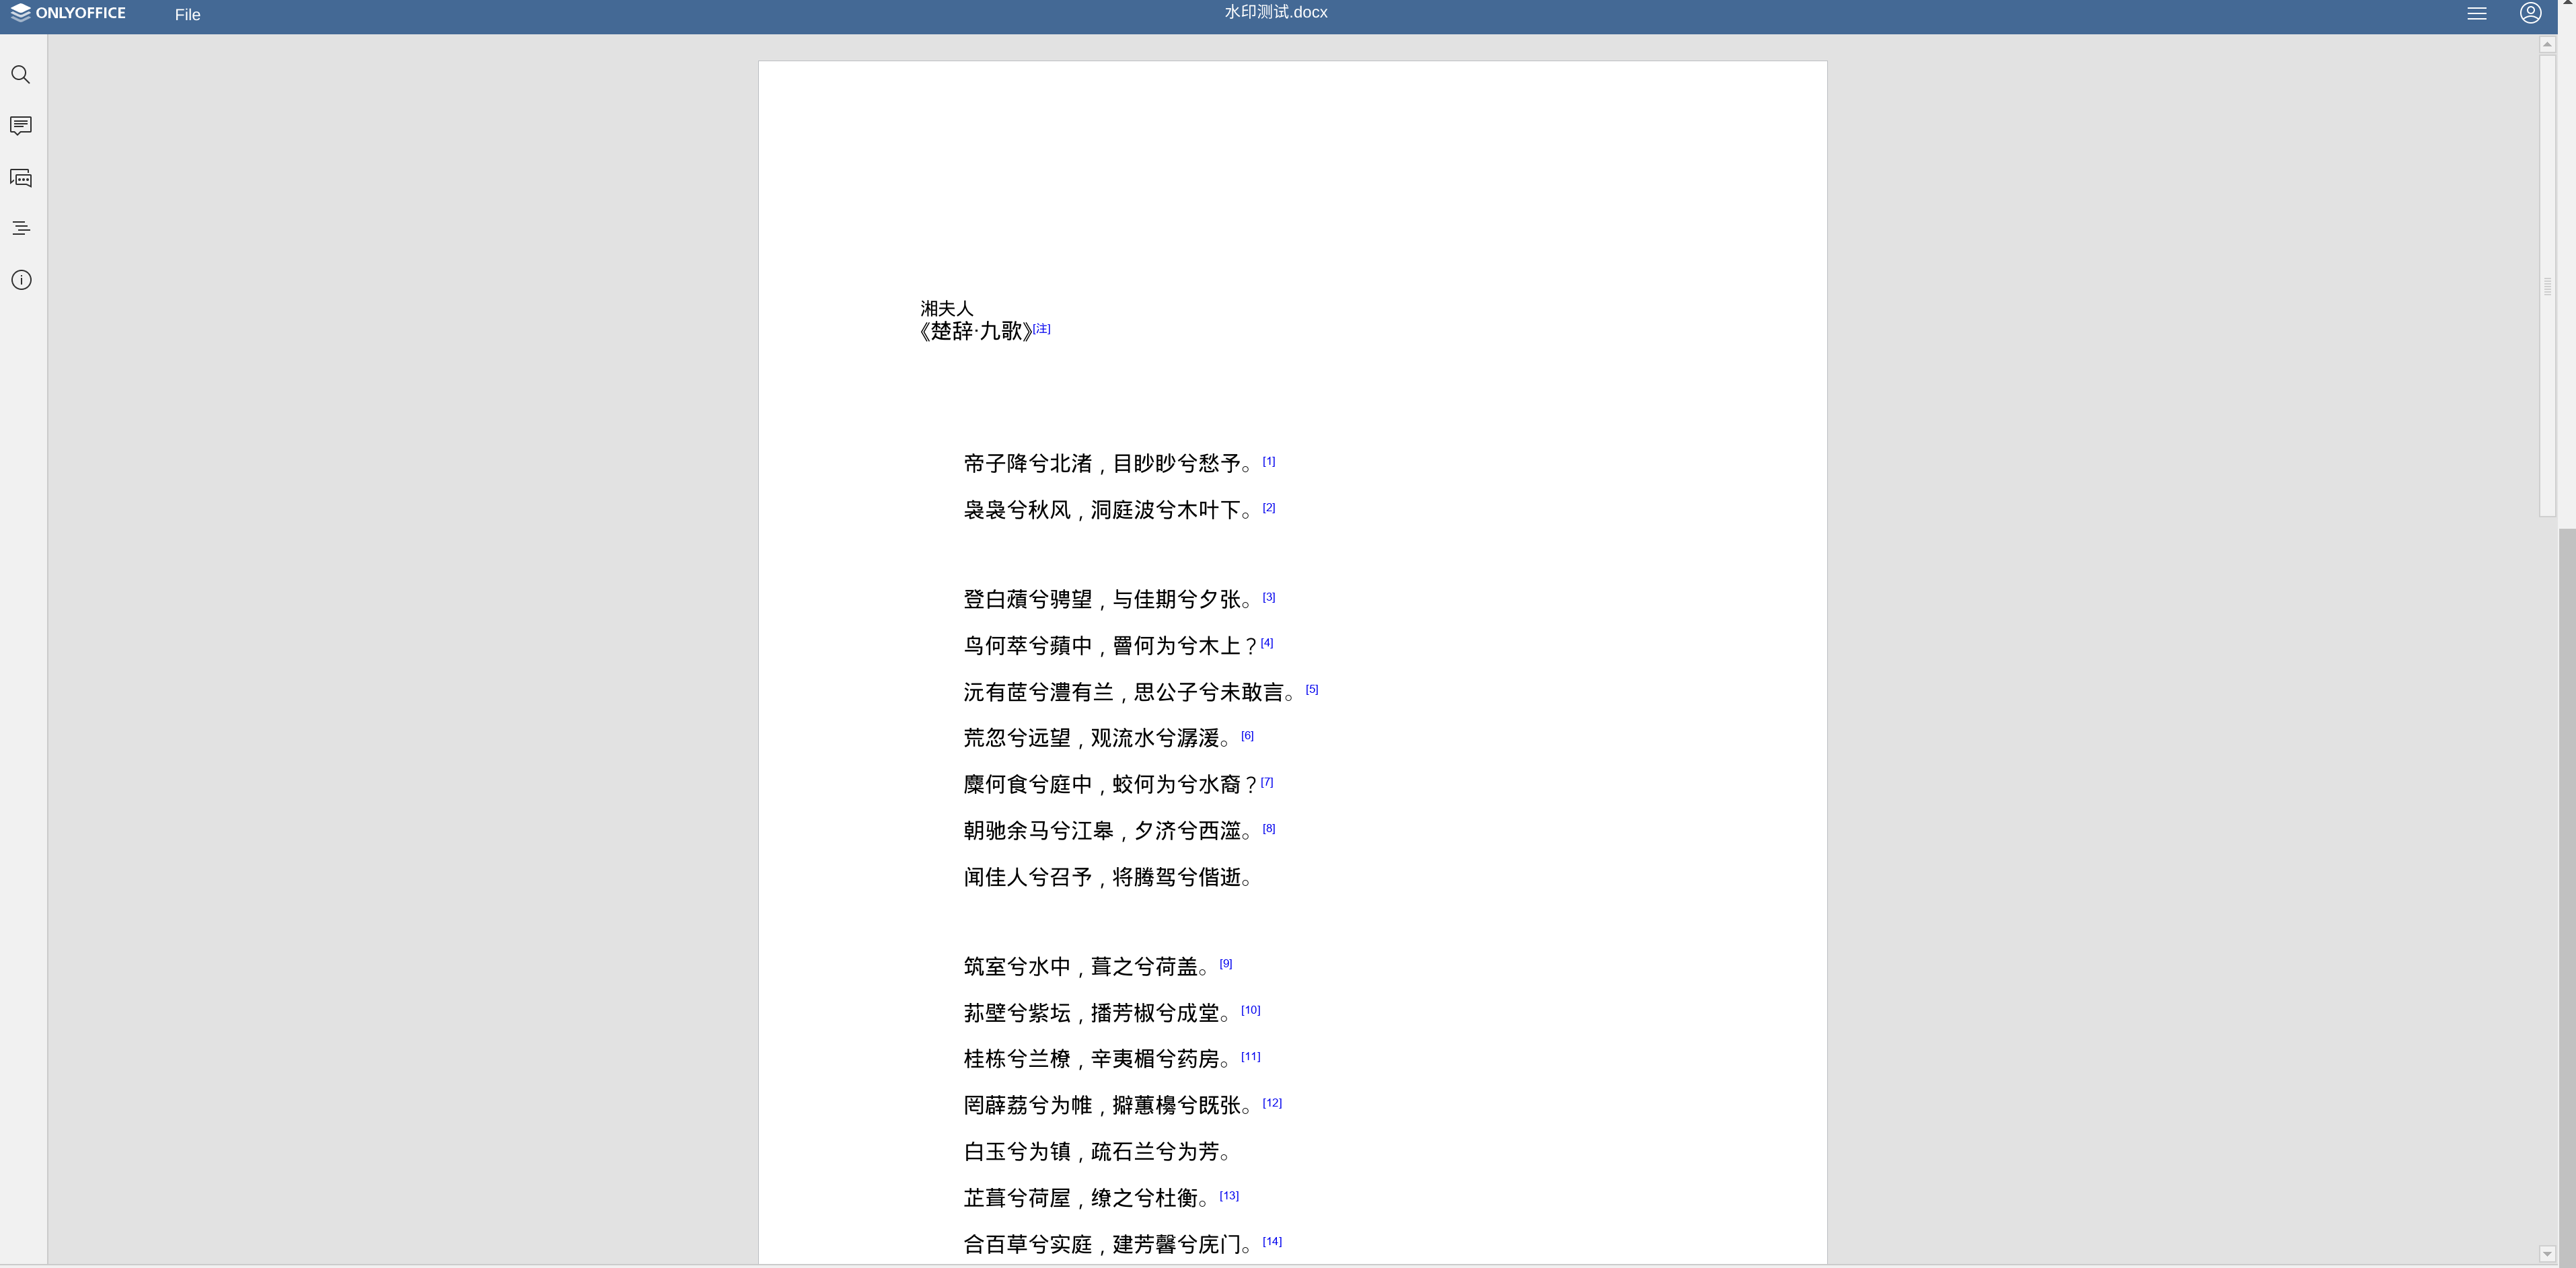 ONLYOFFICE
File
水印测试.docx
湘夫人
《楚辞·九歌》[注]
帝子降兮北渚，目眇眇兮愁予。[1]
袅袅兮秋风，洞庭波兮木叶下。[2]
登白薠兮骋望，与佳期兮夕张。[3]
鸟何萃兮蘋中，罾何为兮木上？[4]
沅有茝兮澧有兰，思公子兮未敢言。[5]
荒忽兮远望，观流水兮潺湲。[6]
麋何食兮庭中，蛟何为兮水裔？[7]
朝驰余马兮江皋，夕济兮西澨。[8]
闻佳人兮召予，将腾驾兮偕逝。
筑室兮水中，葺之兮荷盖。[9]
荪壁兮紫坛，播芳椒兮成堂。[10]
桂栋兮兰橑，辛夷楣兮药房。[11]
罔薜荔兮为帷，擗蕙櫋兮既张。[12]
白玉兮为镇，疏石兰兮为芳。
芷葺兮荷屋，缭之兮杜衡。[13]
合百草兮实庭，建芳馨兮庑门。[14]